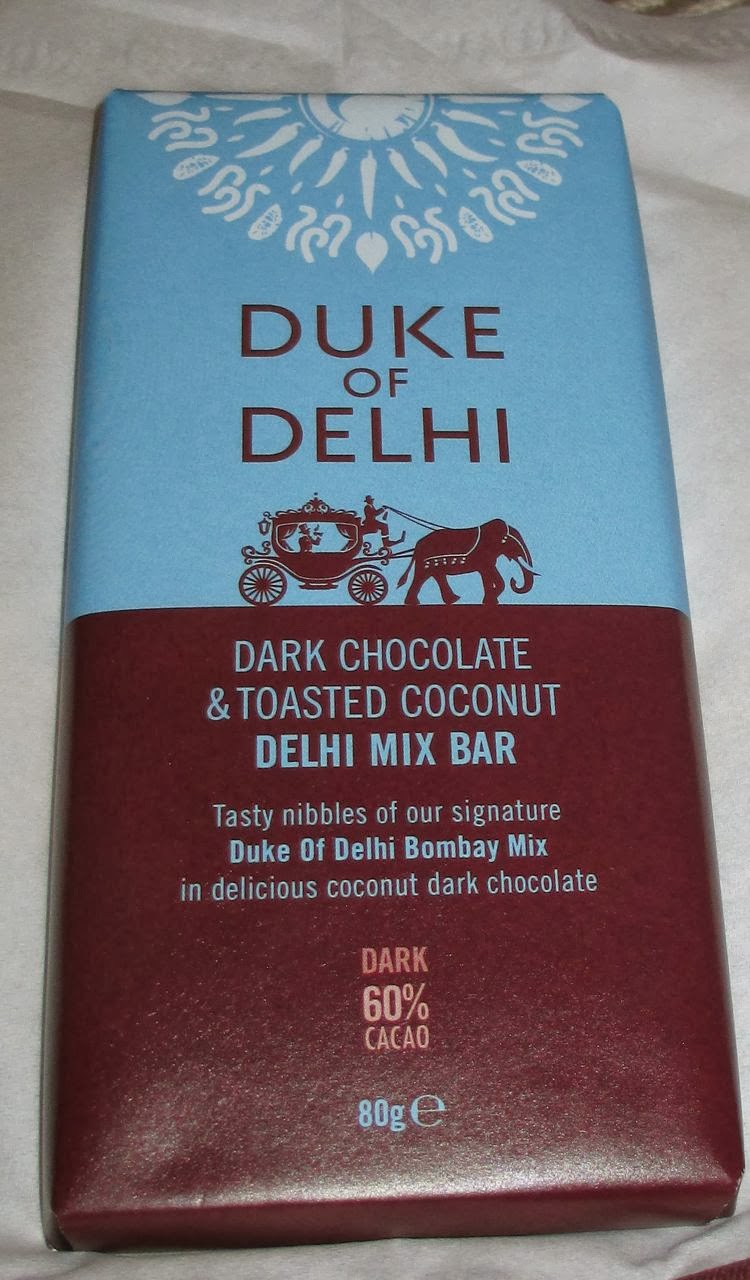 DUKE
OF
DELHI
DARK CHOCOLATE
& TOASTED COCONUT
DELHI MIX BAR
Tasty nibbles of our signature
Duke Of Delhi Bombay Mix
in delicious coconut dark chocolate
DARK
60%
CACAO
80g ℮